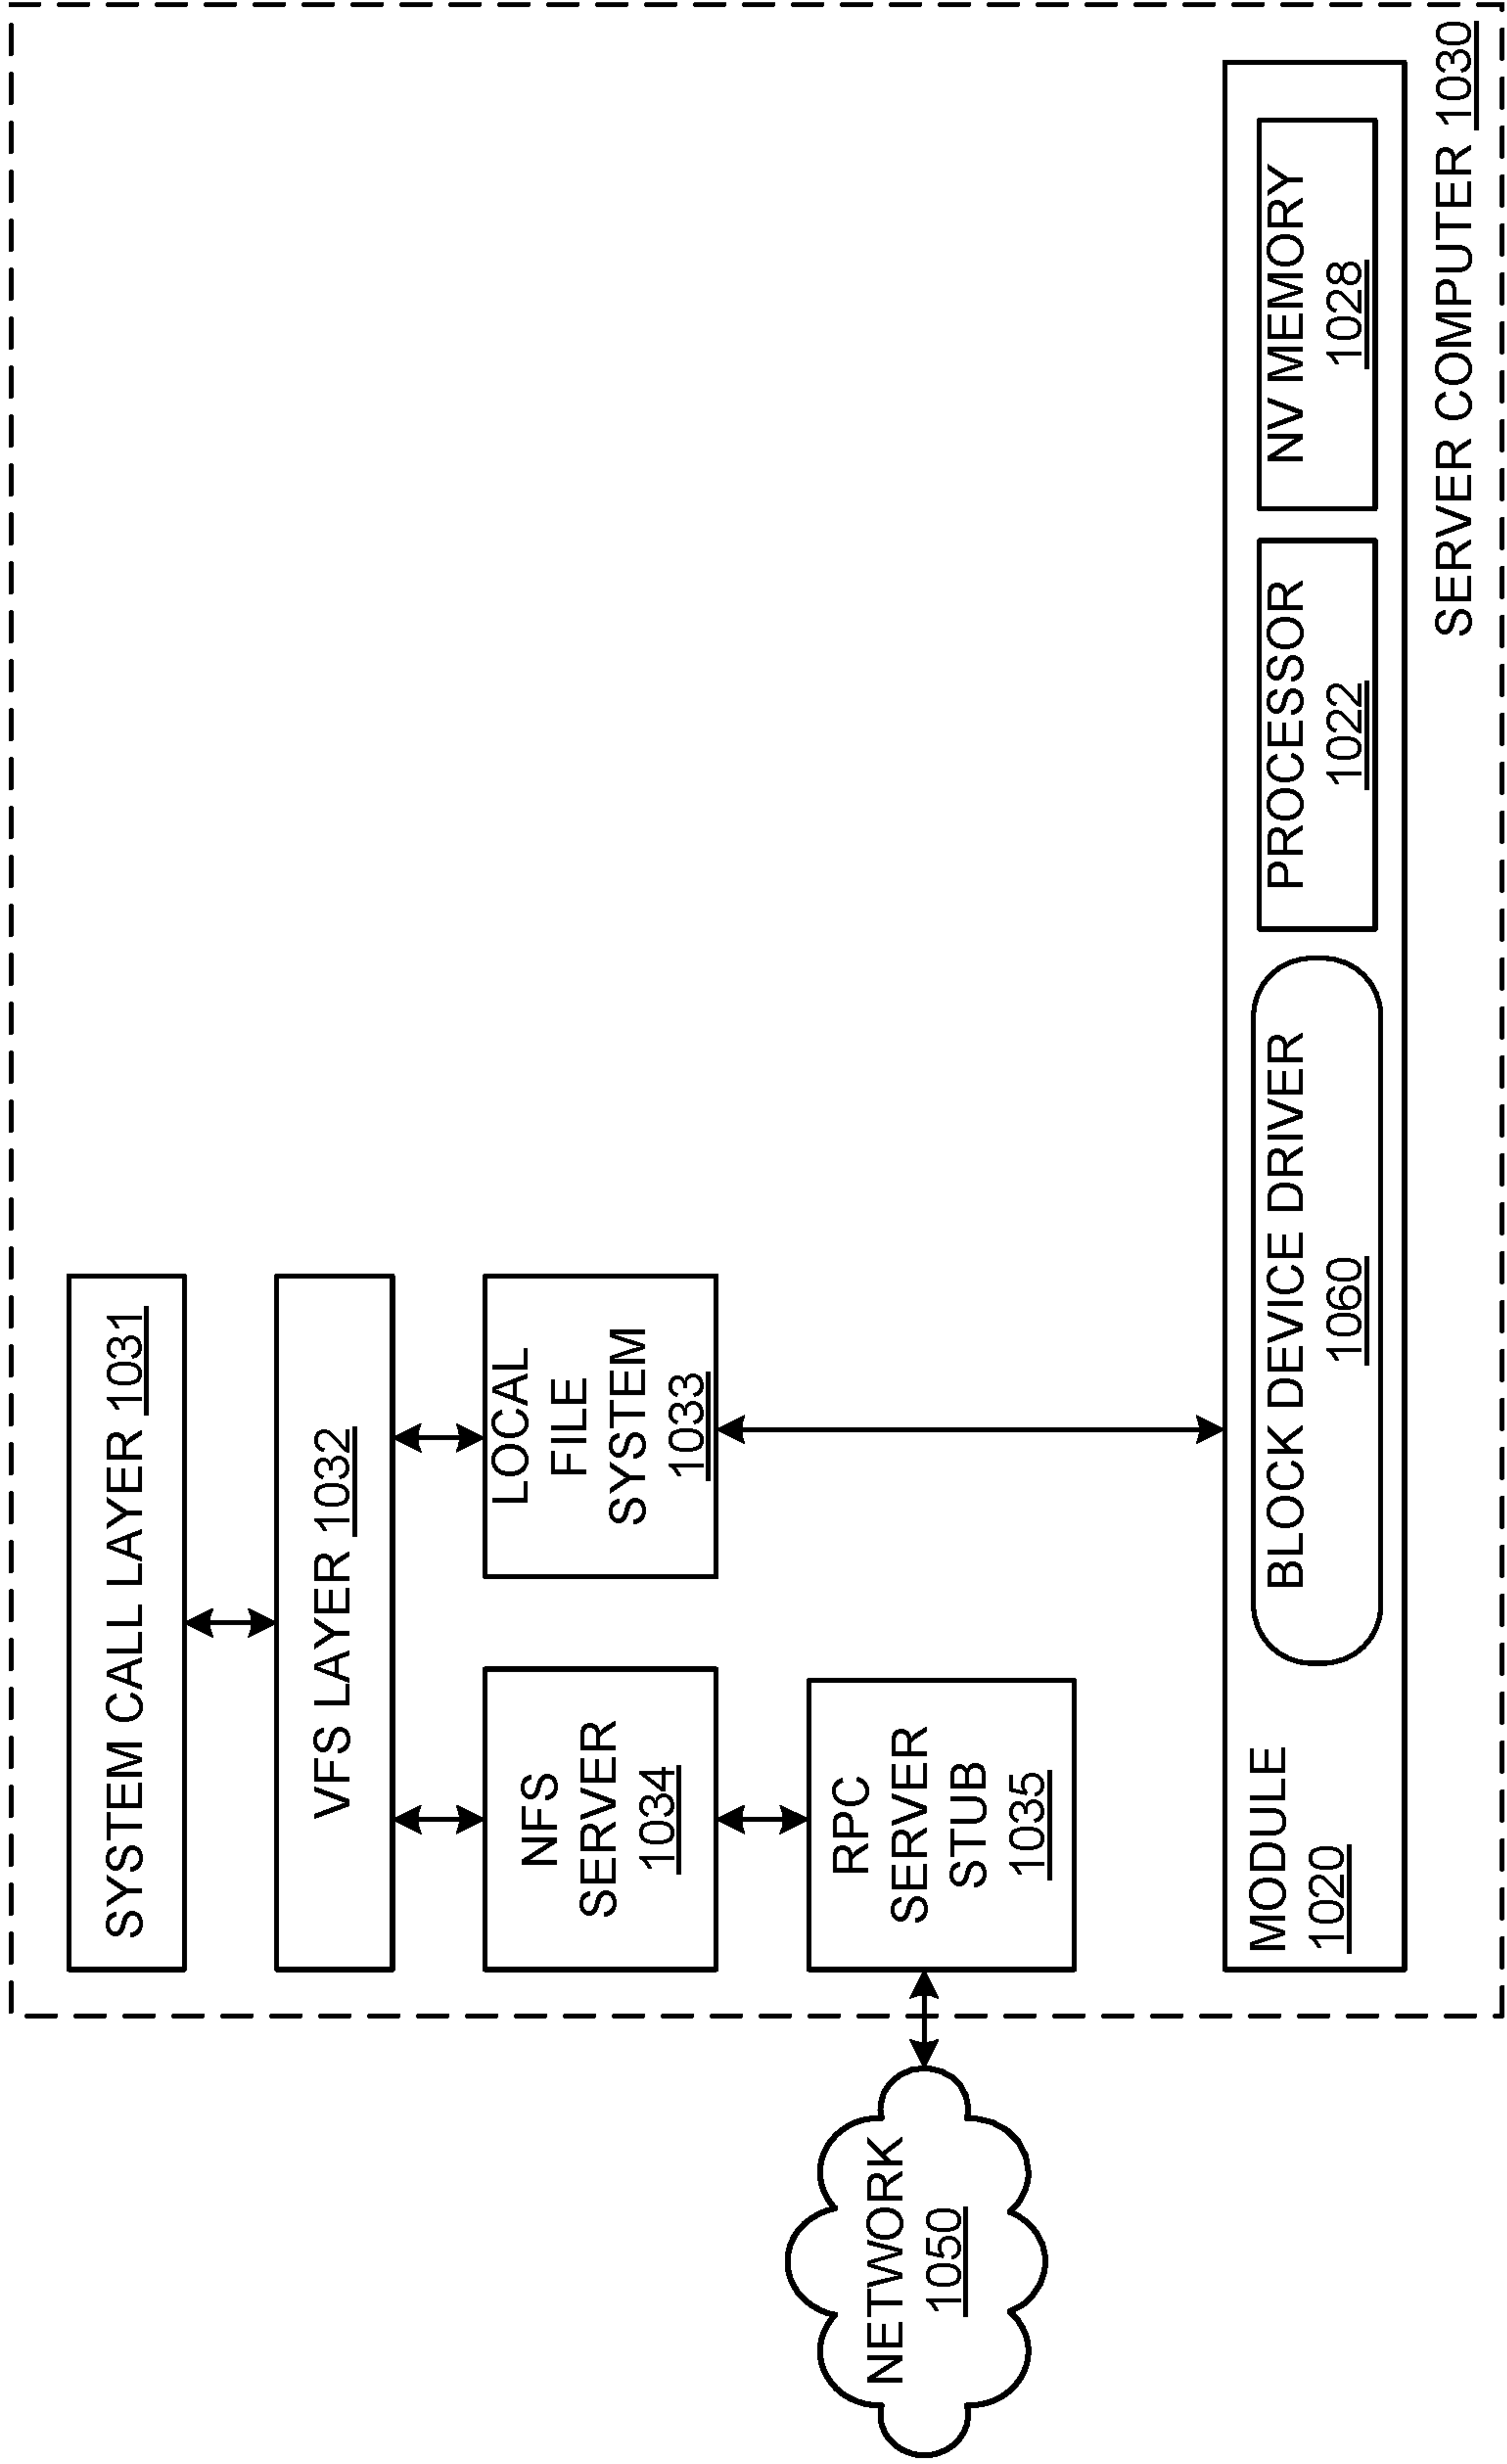 SYSTEM CALL LAYER 1031
VFS LAYER 1032
NFS
SERVER
1034
LOCAL
FILE
SYSTEM
1033
RPC
SERVER
STUB
1035
NETWORK
1050
MODULE
1020
BLOCK DEVICE DRIVER
1060
PROCESSOR
1022
NV MEMORY
1028
SERVER COMPUTER 1030